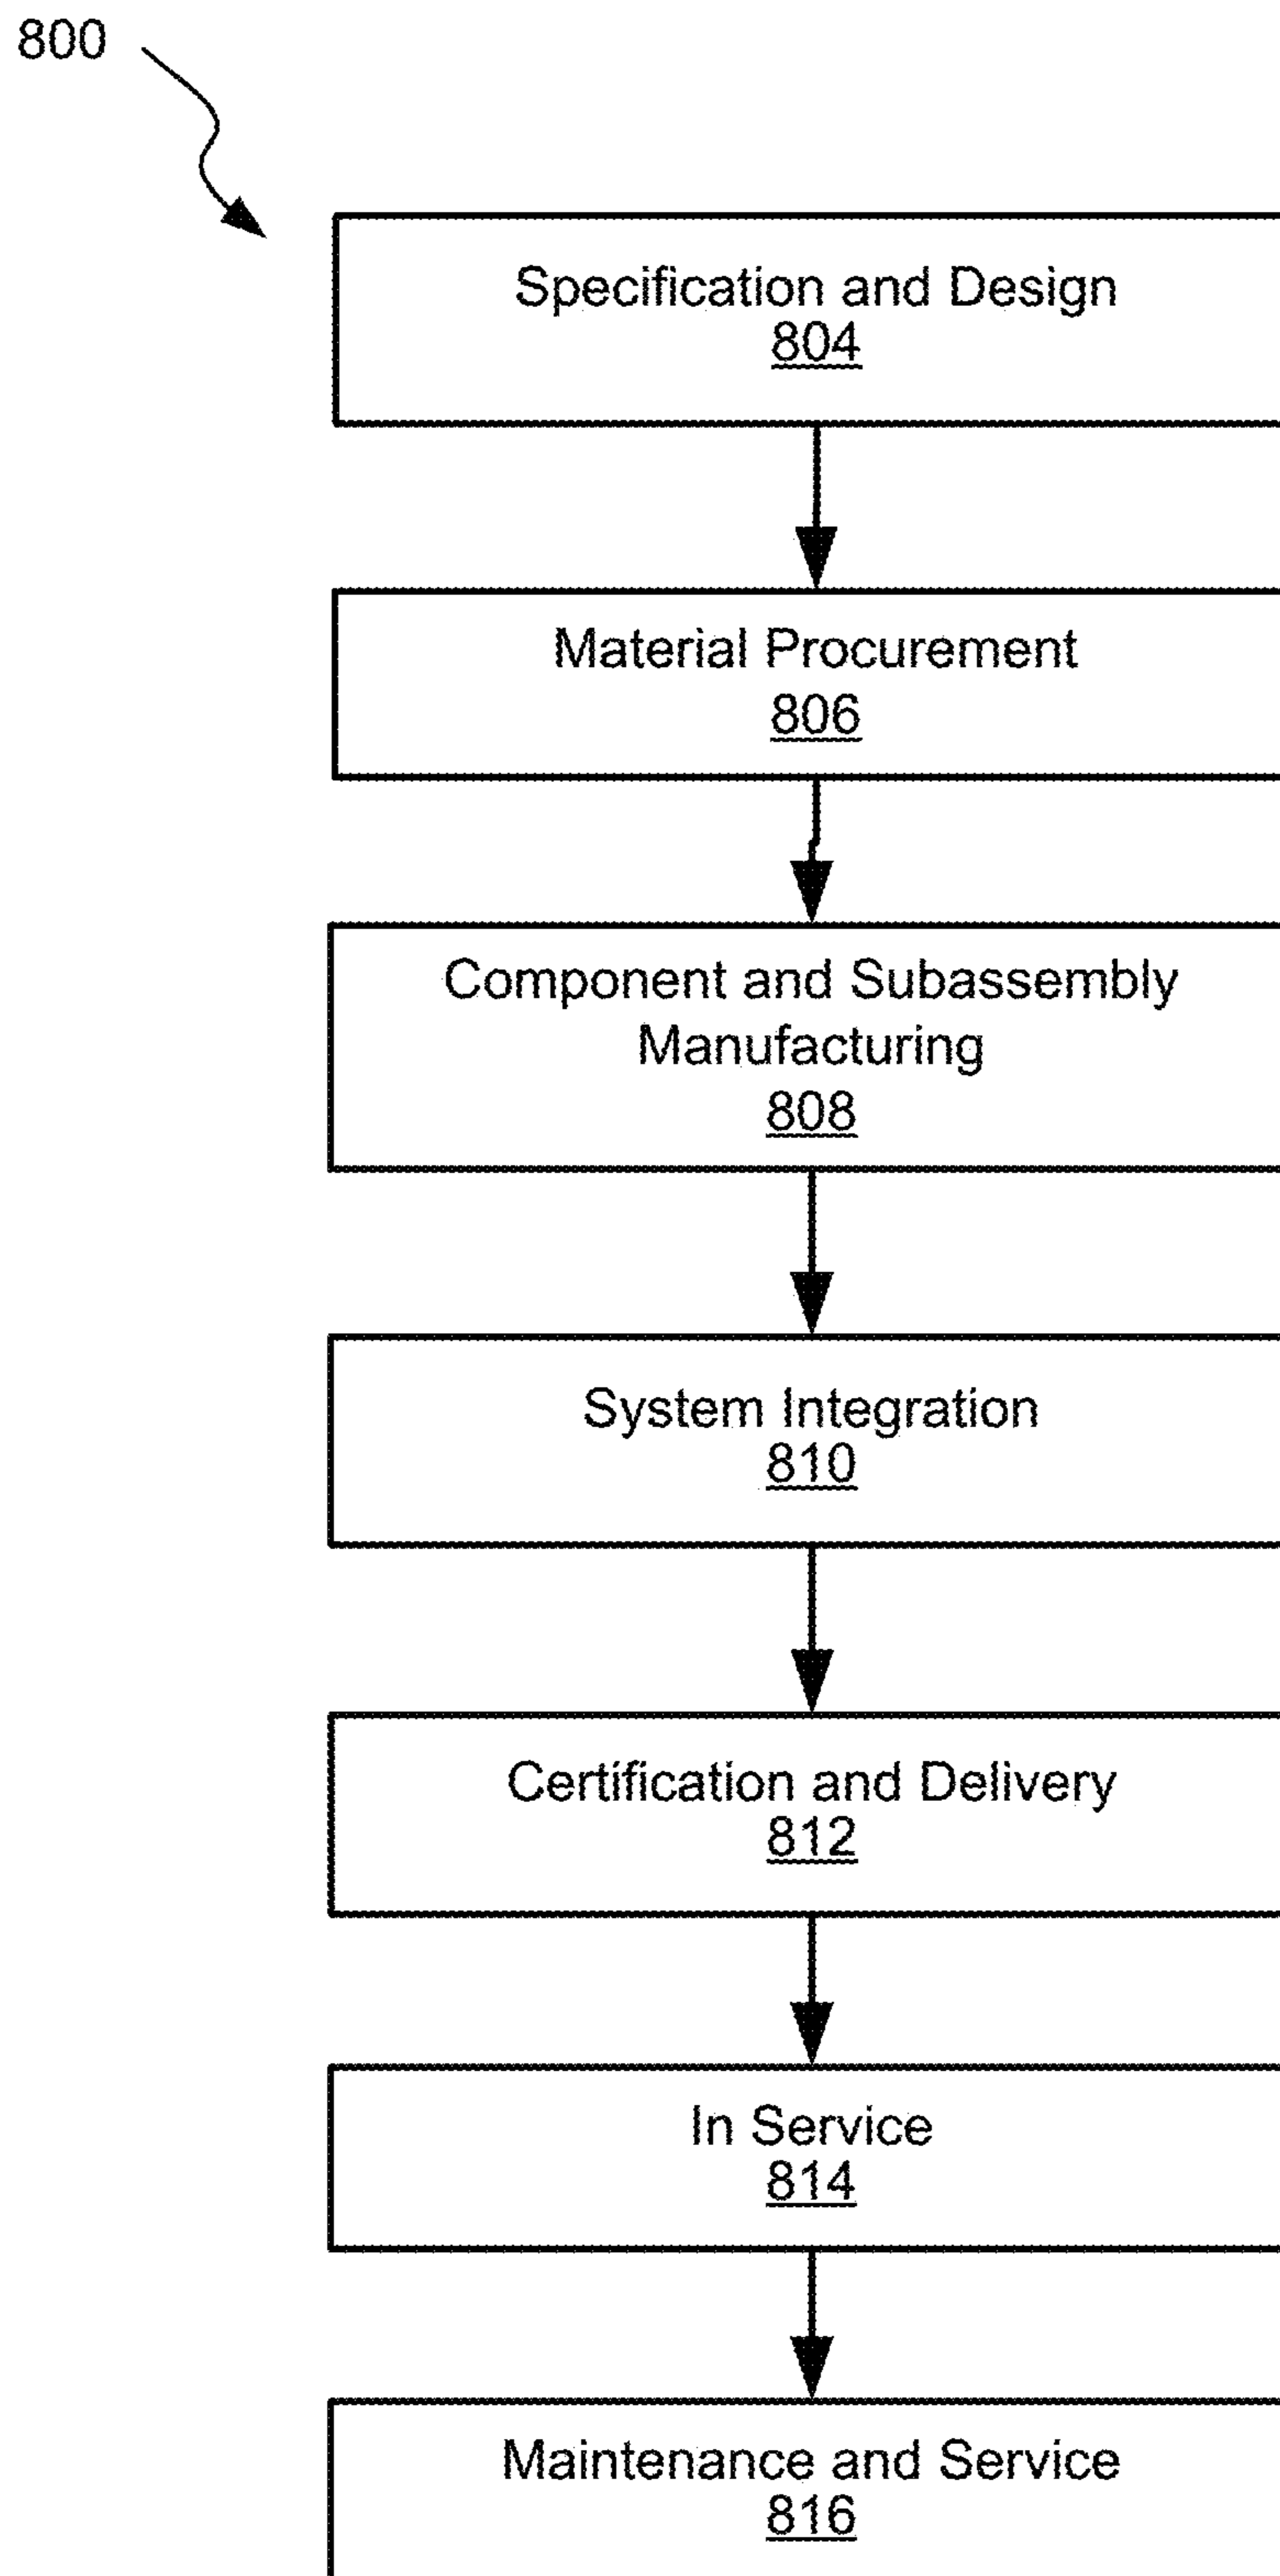 800
Specification and Design
804
Material Procurement
806
Component and Subassembly
Manufacturing
808
System Integration
810
Certification and Delivery
812
In Service
814
Maintenance and Service
816